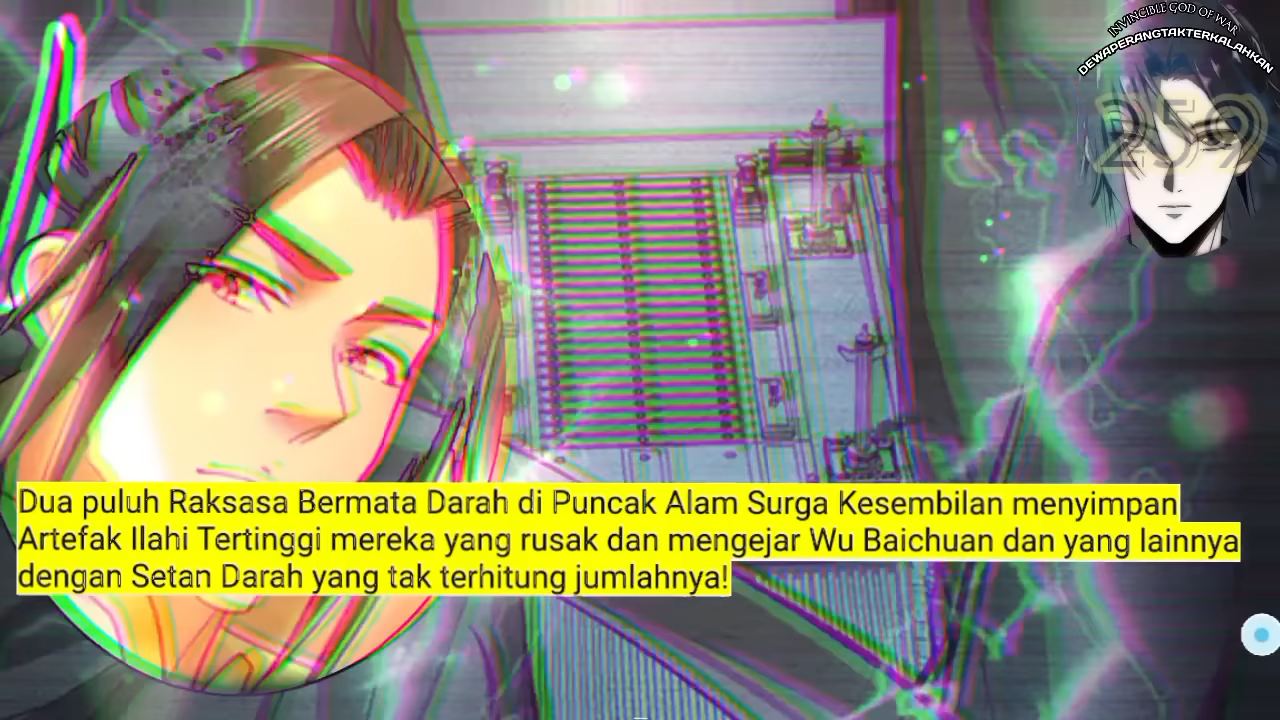 INVINCIBLE GOD OF WAR
DEWAPERANGTAKTERKALAHKAN
259
Dua puluh Raksasa Bermata Darah di Puncak Alam Surga Kesembilan menyimpan
Artefak Ilahi Tertinggi mereka yang rusak dan mengejar Wu Baichuan dan yang lainnya
dengan Setan Darah yang tak terhitung jumlahnya!